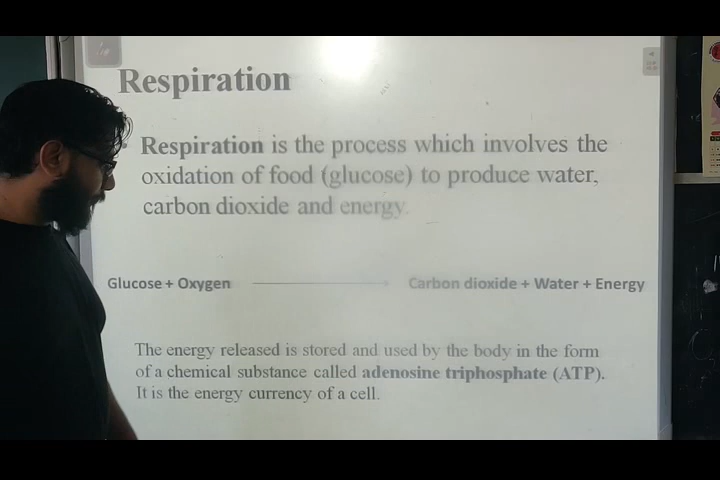 Respiration
• Respiration is the process which involves the
oxidation of food (glucose) to produce water,
carbon dioxide and energy.
Glucose + Oxygen → Carbon dioxide + Water + Energy
The energy released is stored and used by the body in the form
of a chemical substance called adenosine triphosphate (ATP).
It is the energy currency of a cell.